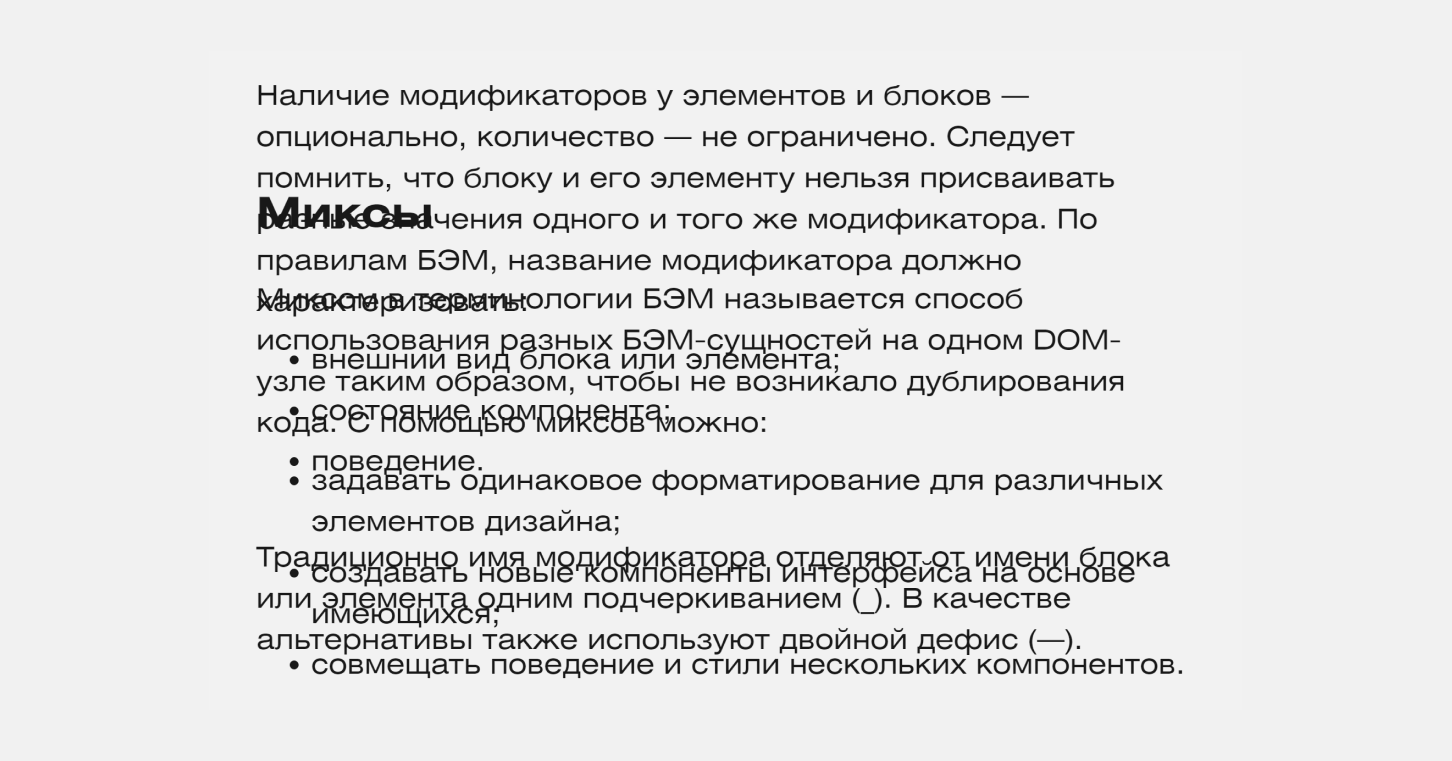 Наличие модификаторов у элементов и блоков —
опционально, количество — не ограничено. Следует
помнить, что блоку и его элементу нельзя присваивать
разные значения одного и того же модификатора. По
правилам БЭМ, название модификатора должно
характеризовать:
• внешний вид блока или элемента;
• состояние компонента;
• поведение.
Традиционно имя модификатора отделяют от имени блока
или элемента одним подчеркиванием (_). В качестве
альтернативы также используют двойной дефис (—).
Миксы
Миксом в терминологии БЭМ называется способ
использования разных БЭМ-сущностей на одном DOM-
узле таким образом, чтобы не возникало дублирования
кода. С помощью миксов можно:
• задавать одинаковое форматирование для различных
элементов дизайна;
• создавать новые компоненты интерфейса на основе
имеющихся;
• совмещать поведение и стили нескольких компонентов.